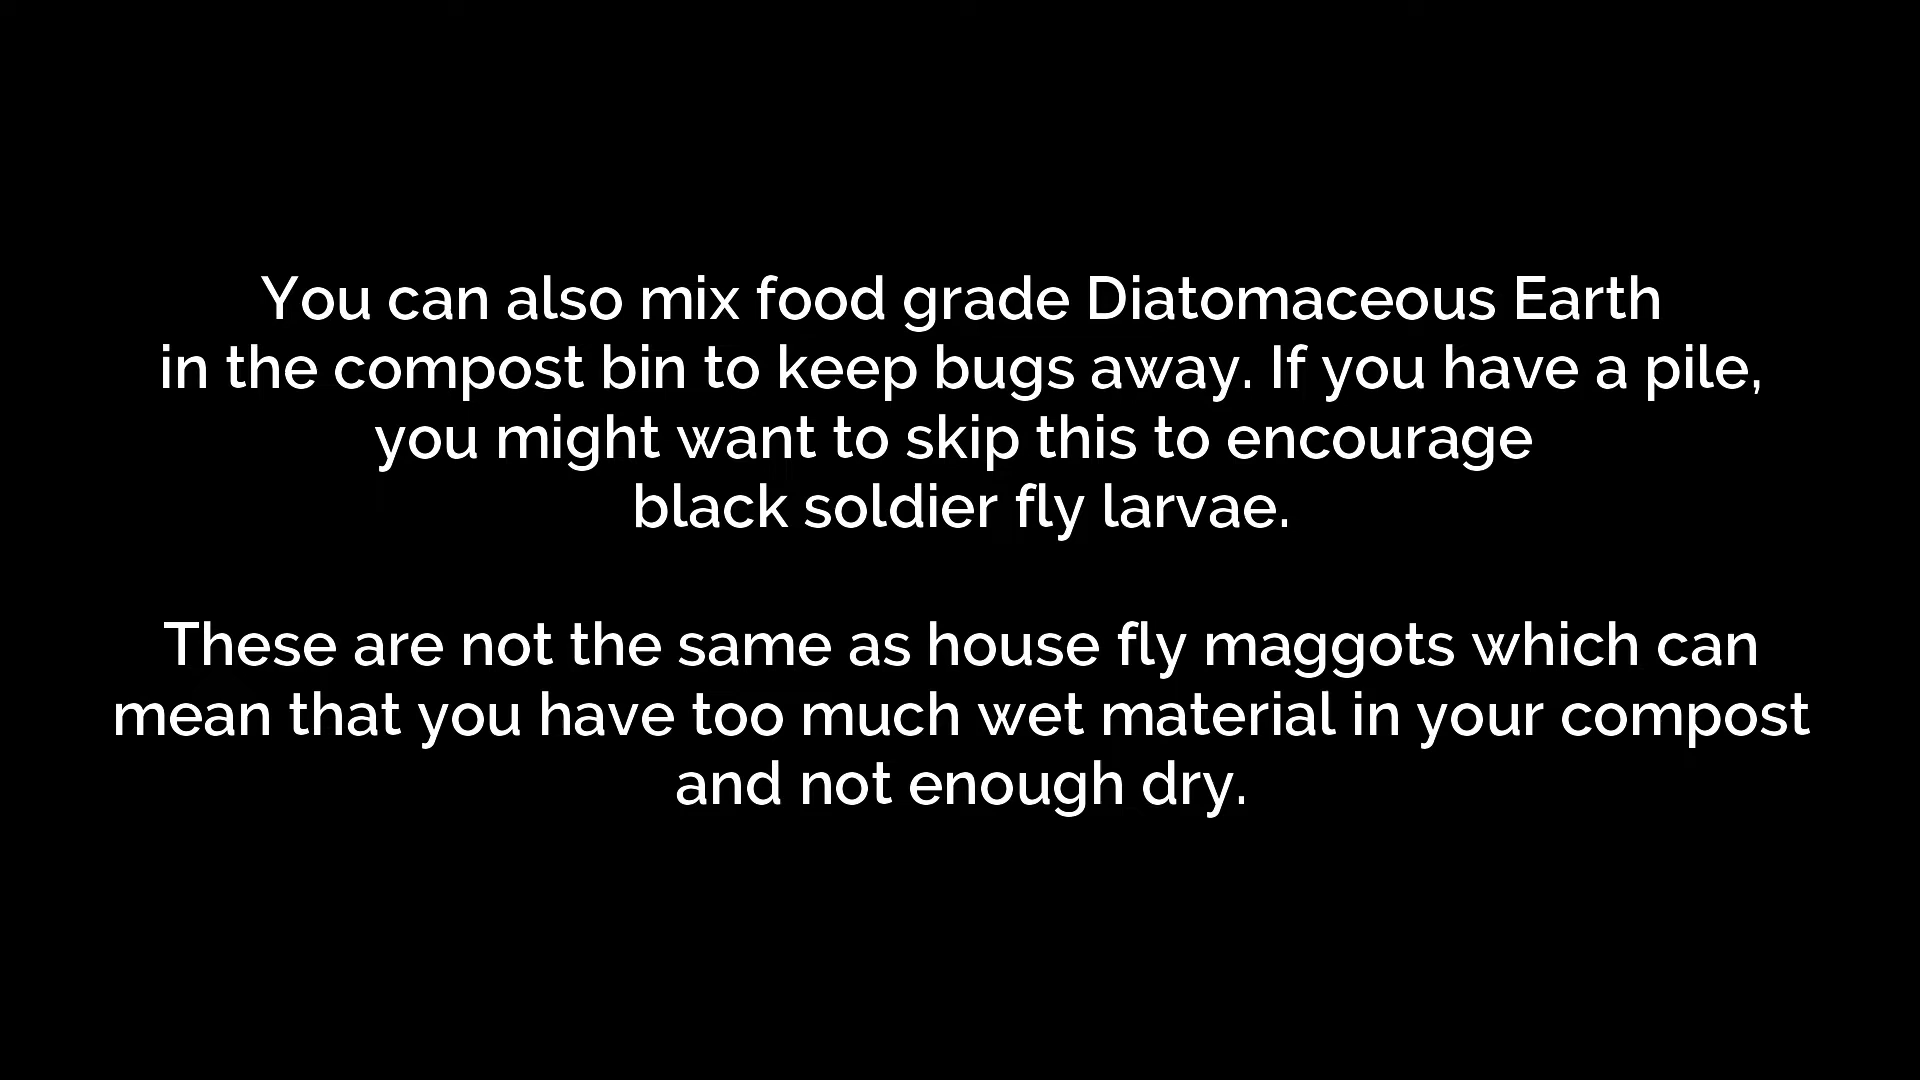 You can also mix food grade Diatomaceous Earth
in the compost bin to keep bugs away. If you have a pile,
you might want to skip this to encourage
black soldier fly larvae.
These are not the same as house fly maggots which can
mean that you have too much wet material in your compost
and not enough dry.